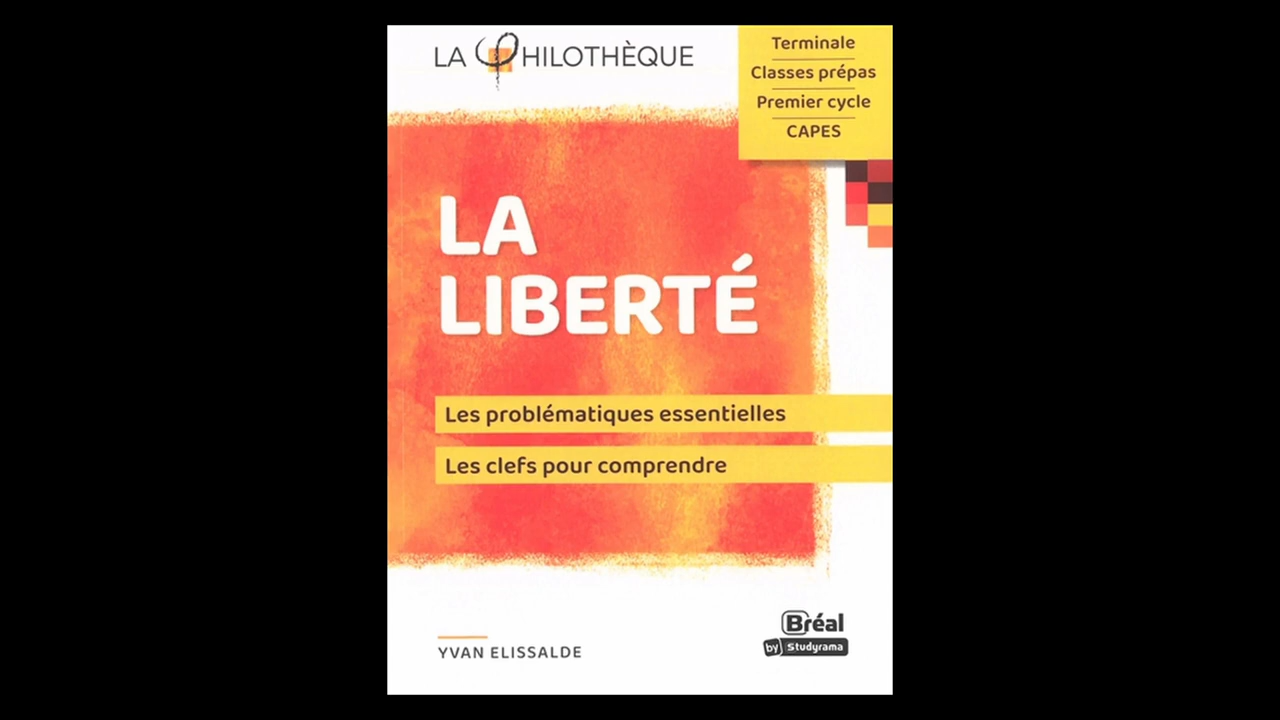 LA PHILOTHÈQUE
Terminale
Classes prépas
Premier cycle
CAPES
LA
LIBERTÉ
Les problématiques essentielles
Les clefs pour comprendre
YVAN ELISSALDE
Bréal
by Studyrama